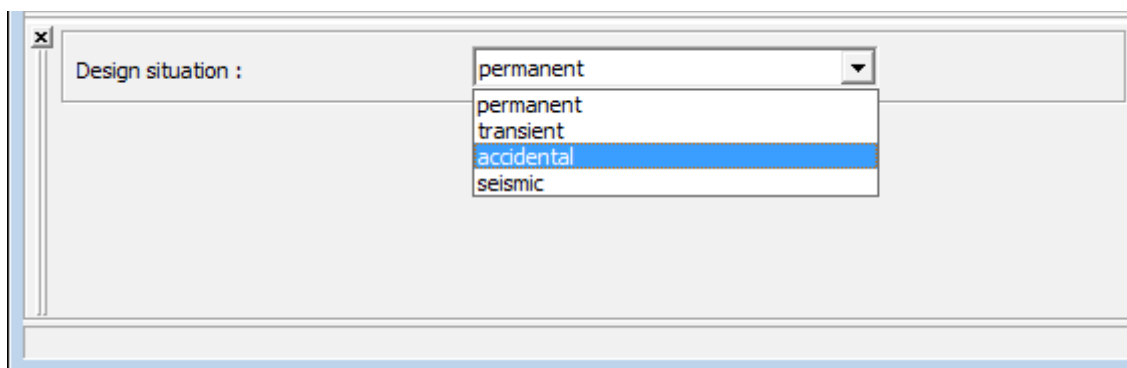 Design situation :
permanent
permanent
transient
accidental
seismic